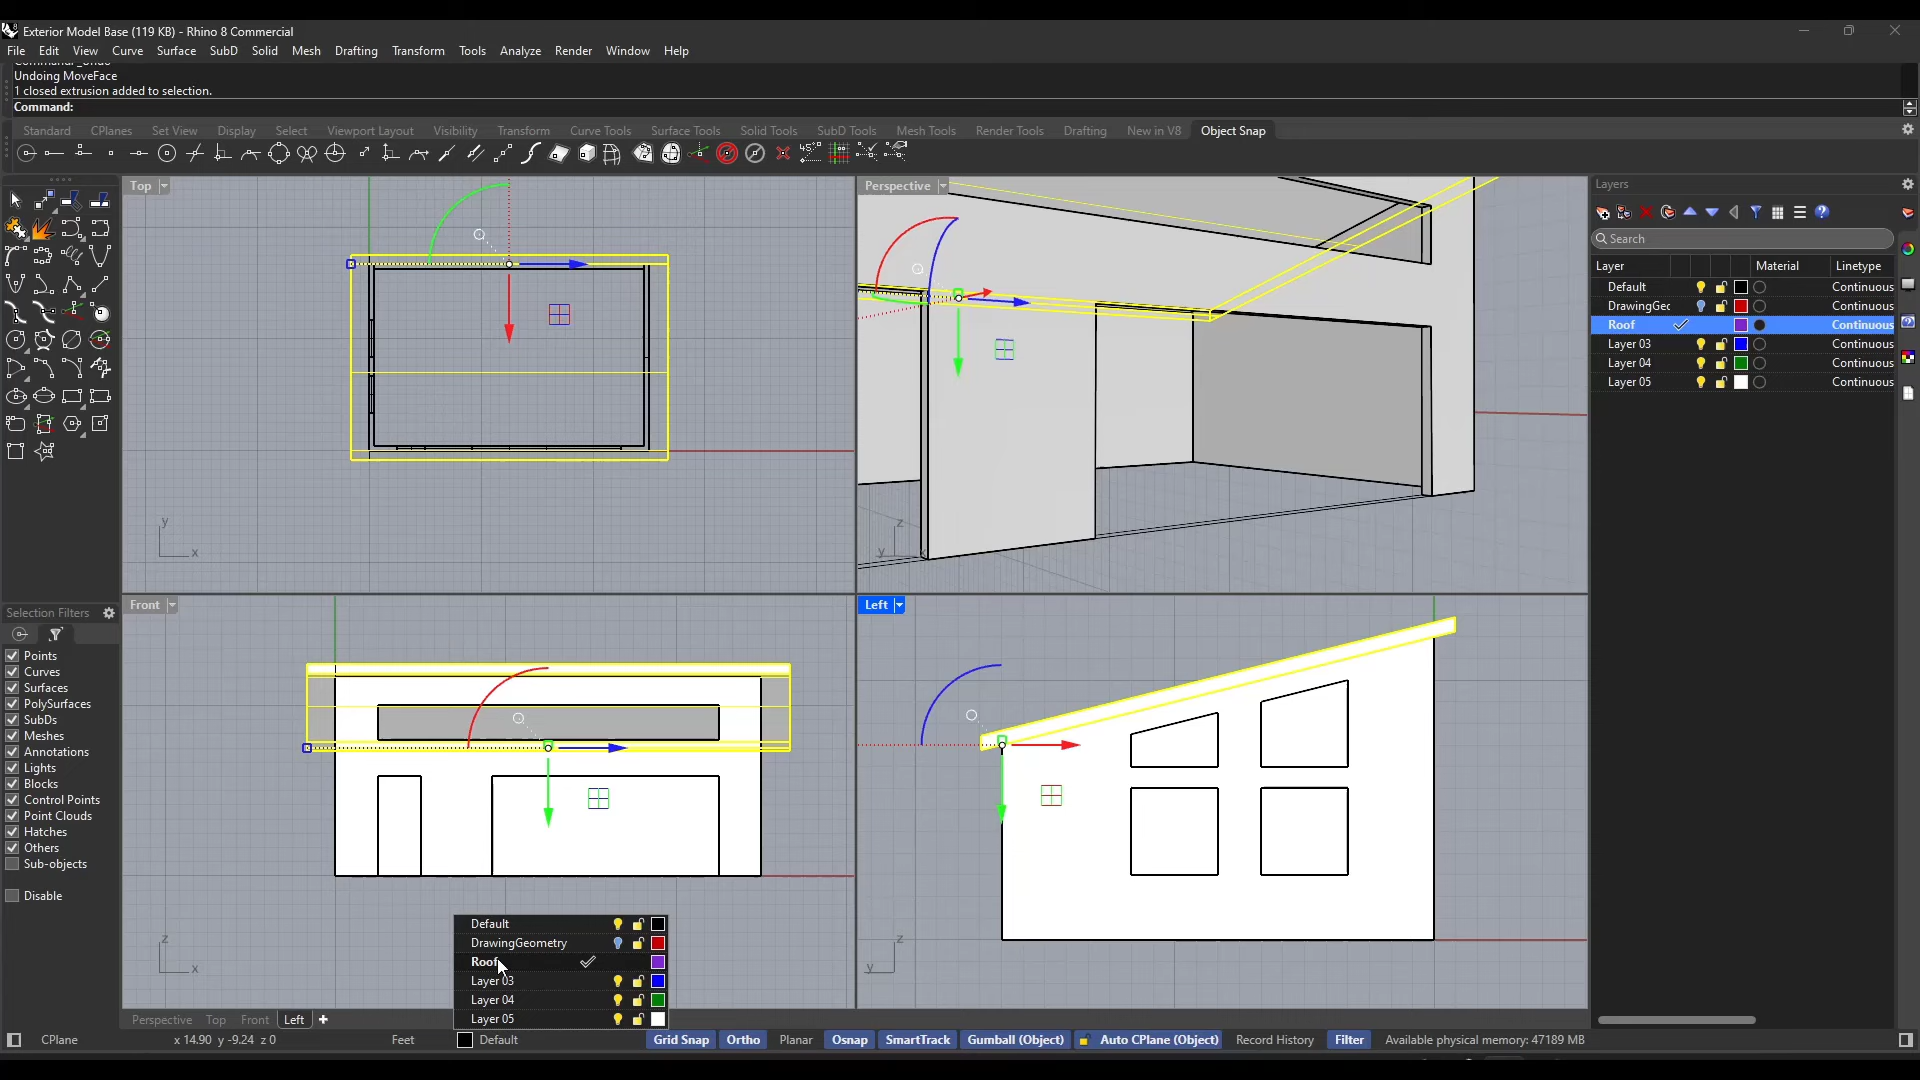 Exterior Model Base (119 KB) - Rhino 8 Commercial
File Edit View Curve Surface SubD Solid Mesh Drafting Transform Tools Analyze Render Window Help
Undoing MoveFace
1 closed extrusion added to selection.
Command:
Standard CPlanes Set View Display Select Viewport Layout Visibility Transform Curve Tools Surface Tools Solid Tools SubD Tools Mesh Tools Render Tools Drafting New in V8 Object Snap
Top
Perspective
Layers
Search
Layer Material Linetype
Default Continuous
DrawingGec Continuous
Roof Continuous
Layer 03 Continuous
Layer 04 Continuous
Layer 05 Continuous
y
x
z
y
x
Selection Filters
Points
Curves
Surfaces
PolySurfaces
SubDs
Meshes
Annotations
Lights
Blocks
Control Points
Point Clouds
Hatches
Others
Sub-objects
Disable
Front
Left
z
x
z
y
Default
DrawingGeometry
Roof
Layer 03
Layer 04
Layer 05
Perspective Top Front Left
CPlane x 14.90 y -9.24 z 0 Feet Default Grid Snap Ortho Planar Osnap SmartTrack Gumball (Object) Auto CPlane (Object) Record History Filter Available physical memory: 47189 MB